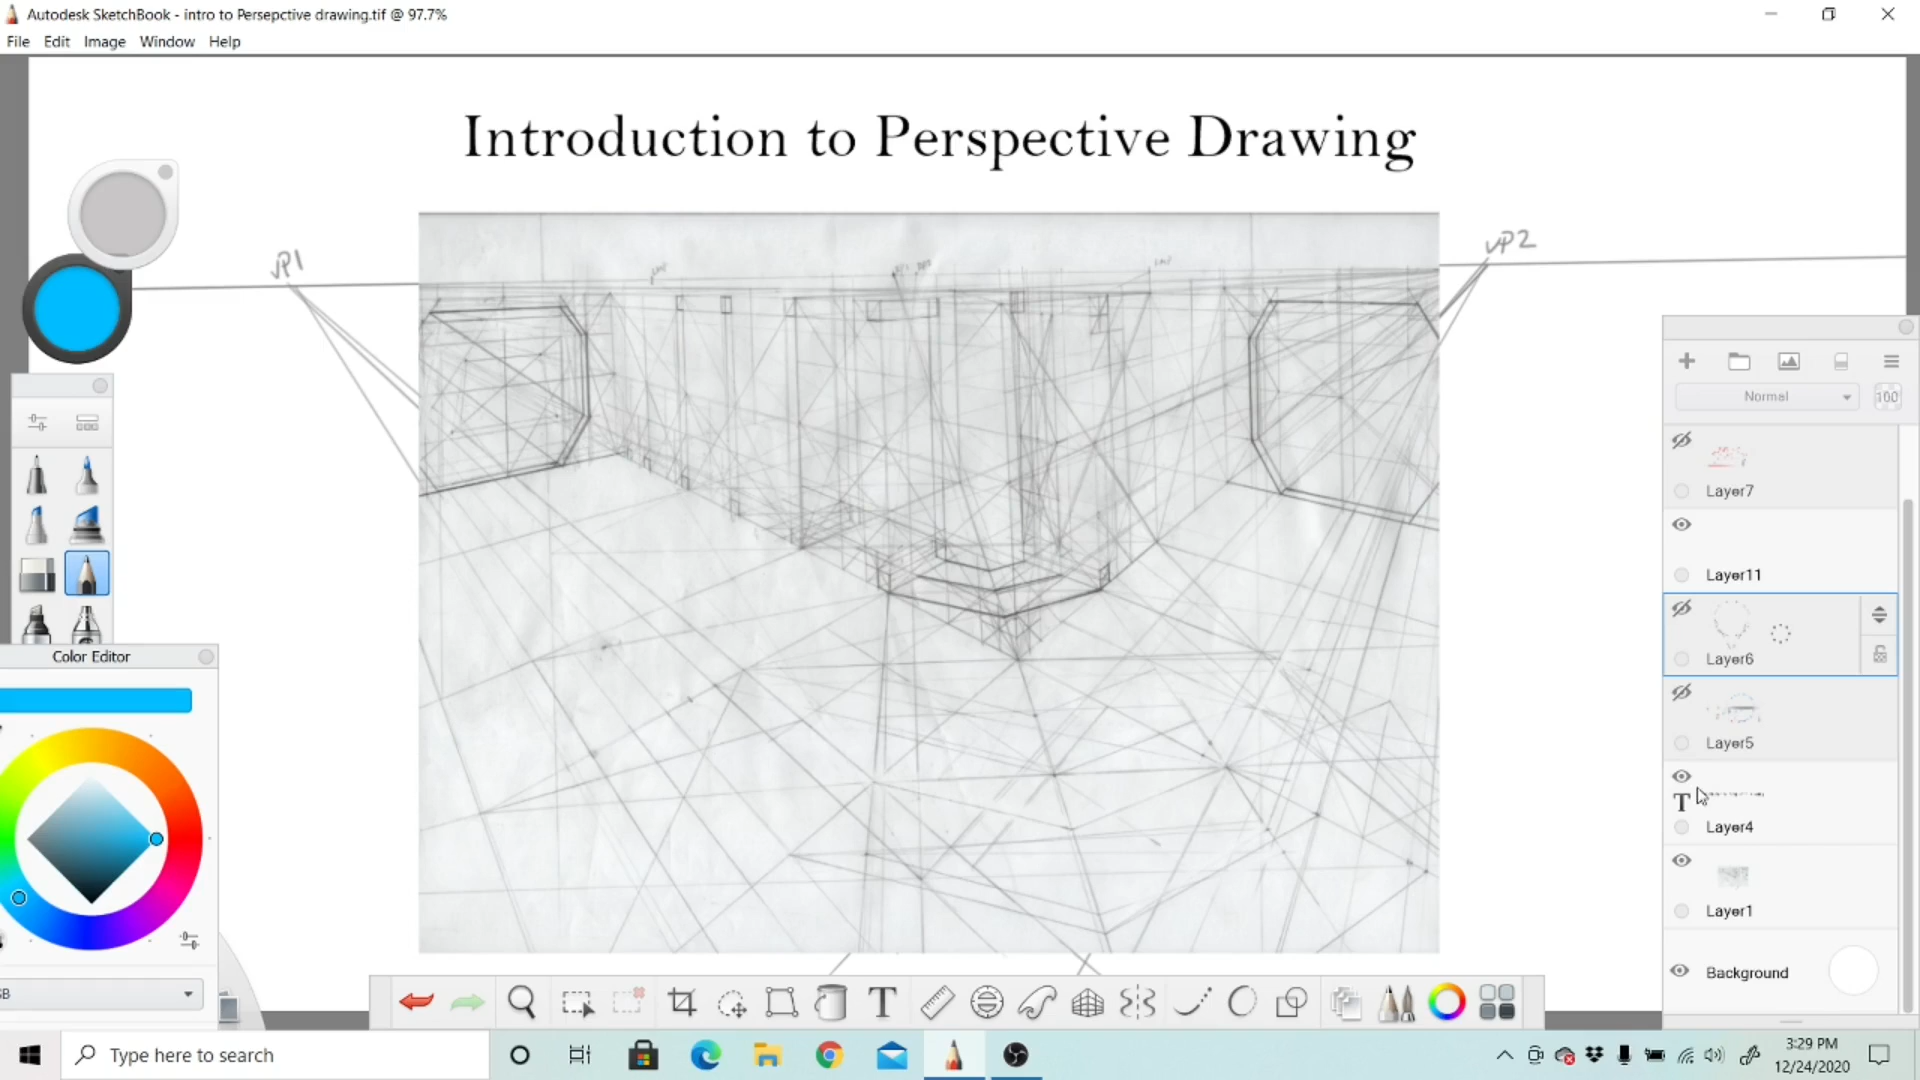 Autodesk SketchBook - intro to Persepctive drawing.tif @ 97.7%
File Edit Image Window Help
Introduction to Perspective Drawing
VP1
VP2
Normal
100
Layer7
Layer11
Layer6
Layer5
T
Layer4
Layer1
Background
Color Editor
T
Type here to search
3:29 PM
12/24/2020